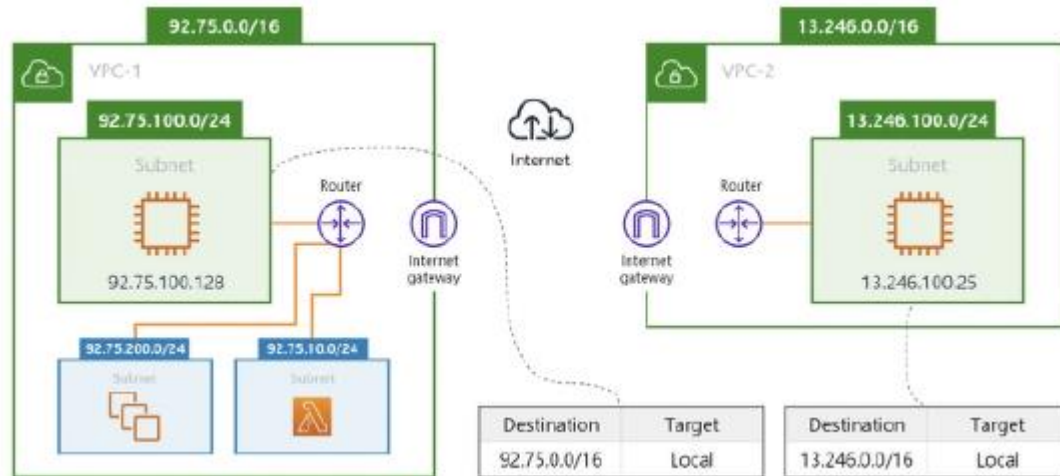 92.75.0.0/16
VPC-1
92.75.100.0/24
Subnet
92.75.100.128
Router
Internet
gateway
92.75.200.0/24
Subnet
92.75.10.0/24
Subnet
Internet
13.246.0.0/16
VPC-2
13.246.100.0/24
Subnet
13.246.100.25
Router
Internet
gateway
Destination Target
92.75.0.0/16 Local
Destination Target
13.246.0.0/16 Local